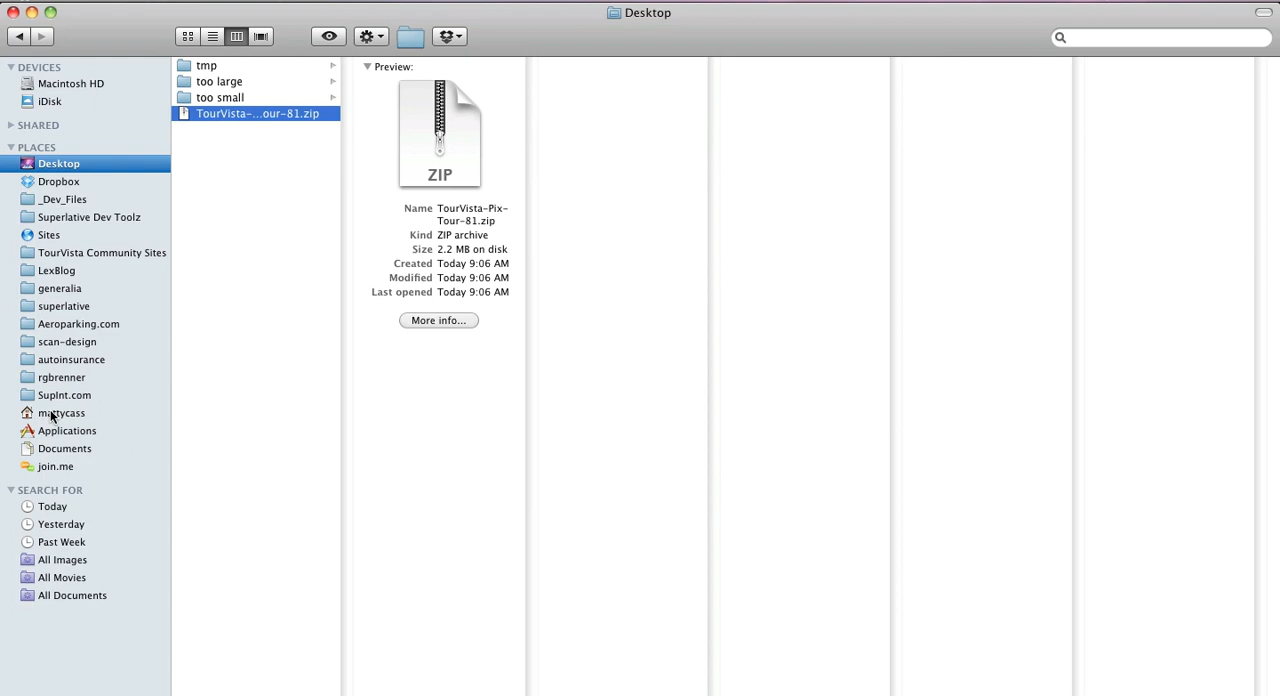 Desktop
DEVICES
Macintosh HD
iDisk
SHARED
PLACES
Desktop
Dropbox
_Dev_Files
Superlative Dev Toolz
Sites
TourVista Community Sites
LexBlog
generalia
superlative
Aeroparking.com
scan-design
autoinsurance
rgbrenner
SupInt.com
mattycass
Applications
Documents
join.me
SEARCH FOR
Today
Yesterday
Past Week
All Images
All Movies
All Documents
tmp
too large
too small
TourVista-...our-81.zip
Preview:
ZIP
Name TourVista-Pix-
Tour-81.zip
Kind ZIP archive
Size 2.2 MB on disk
Created Today 9:06 AM
Modified Today 9:06 AM
Last opened Today 9:06 AM
More info...